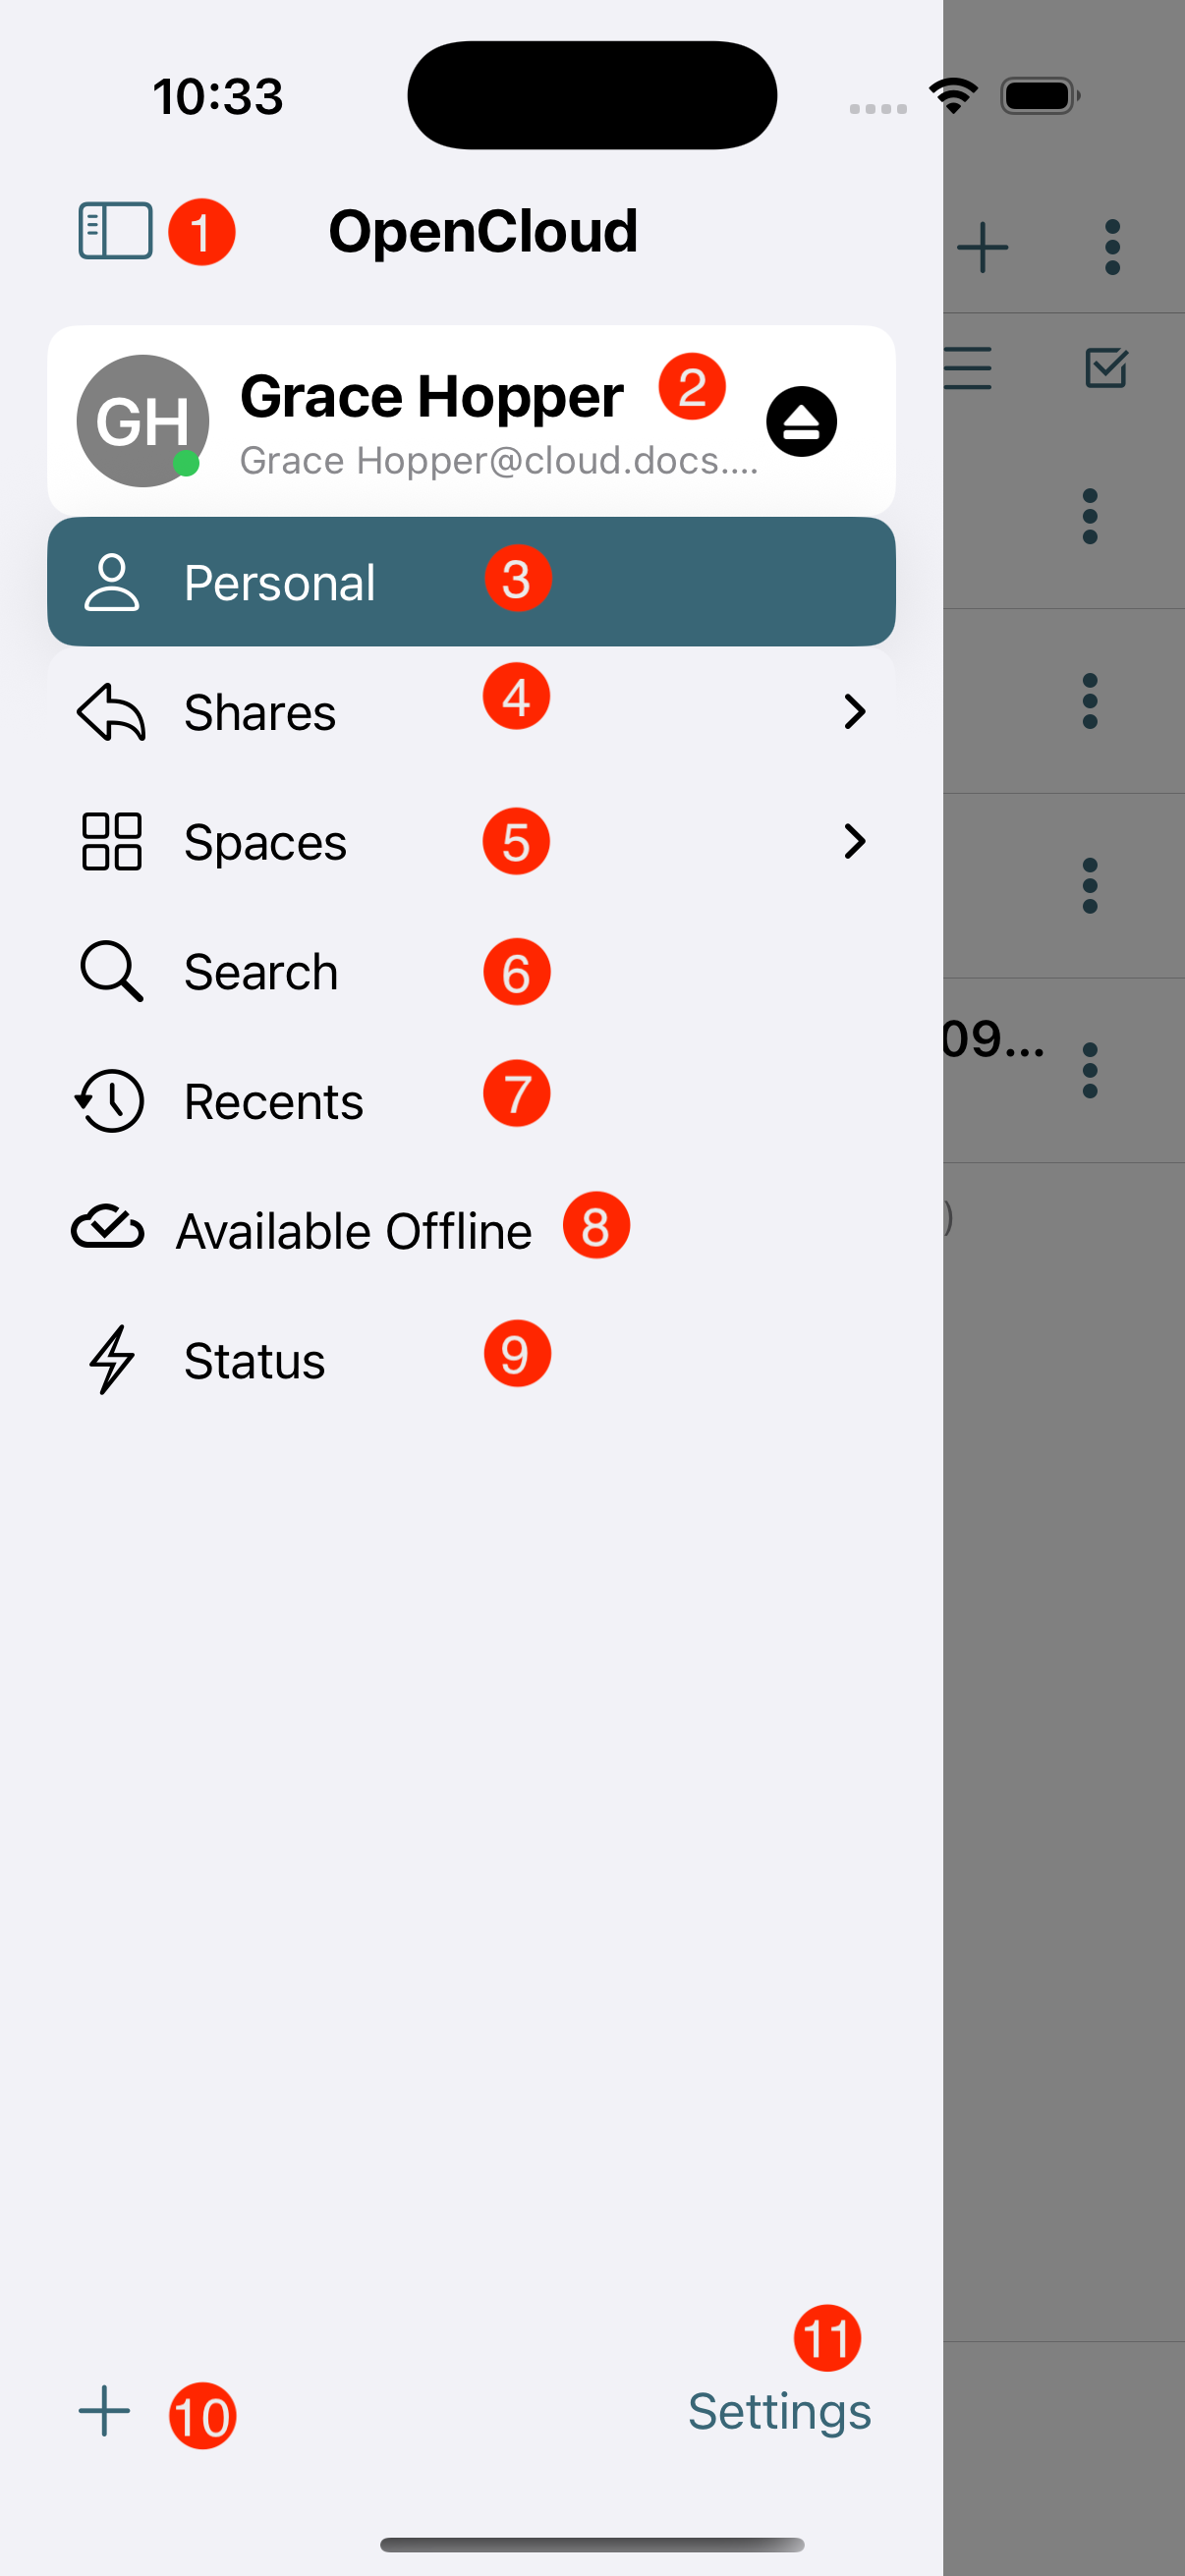 10:33
1 OpenCloud
GH Grace Hopper 2
Grace Hopper@cloud.docs....
Personal 3
Shares 4
Spaces 5
Search 6
09...
Recents 7
Available Offline 8
)
Status 9
11
10 Settings